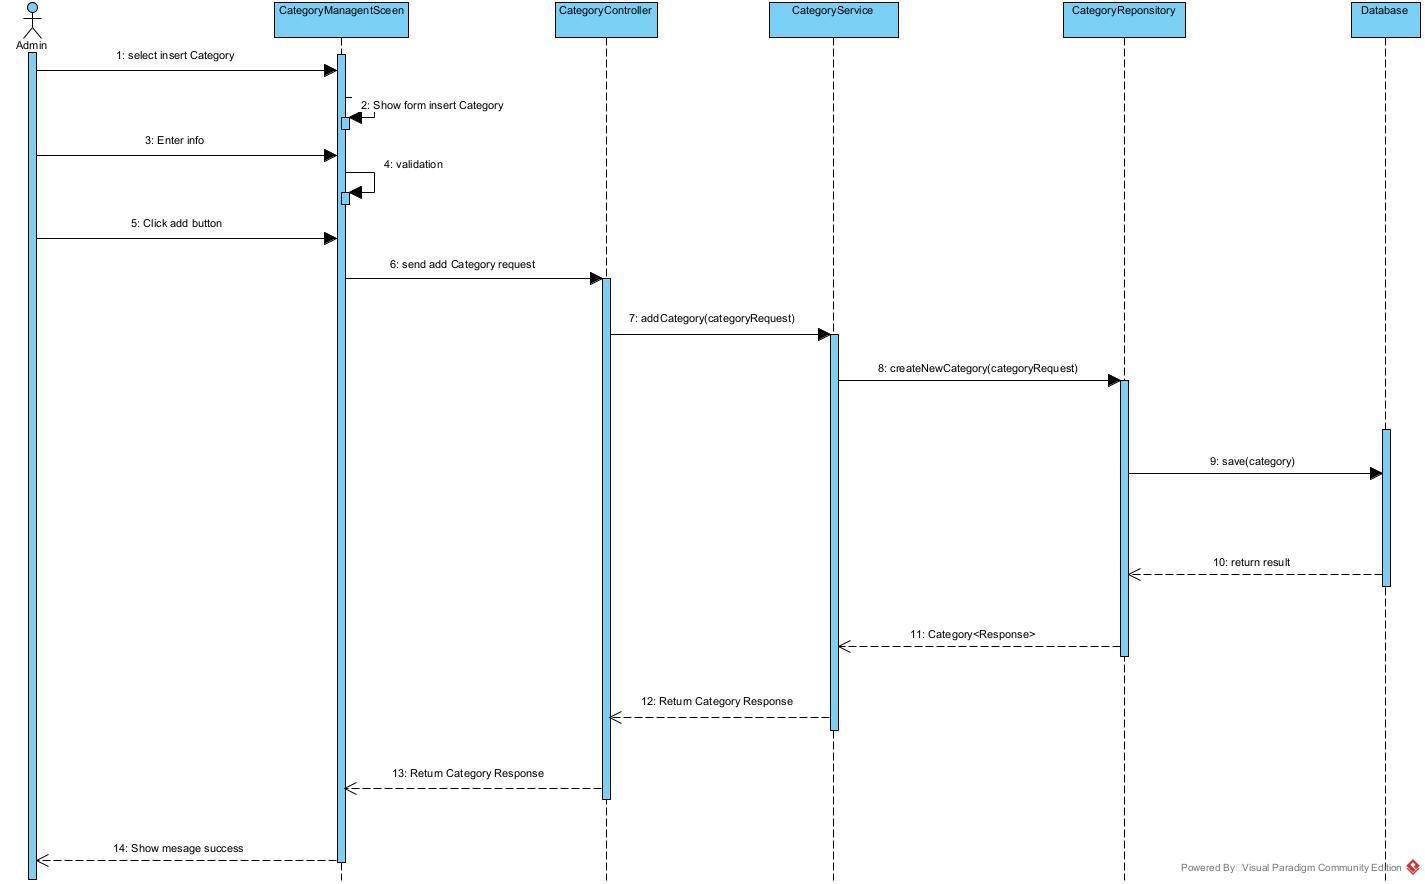 Admin
CategoryManagentSceen
CategoryController
CategoryService
CategoryReponsitory
Database
1: select insert Category
2: Show form insert Category
3: Enter info
4: validation
5: Click add button
6: send add Category request
7: addCategory(categoryRequest)
8: createNewCategory(categoryRequest)
9: save(category)
10: return result
11: Category<Response>
12: Return Category Response
13: Return Category Response
14: Show mesage success
Powered By Visual Paradigm Community Edition